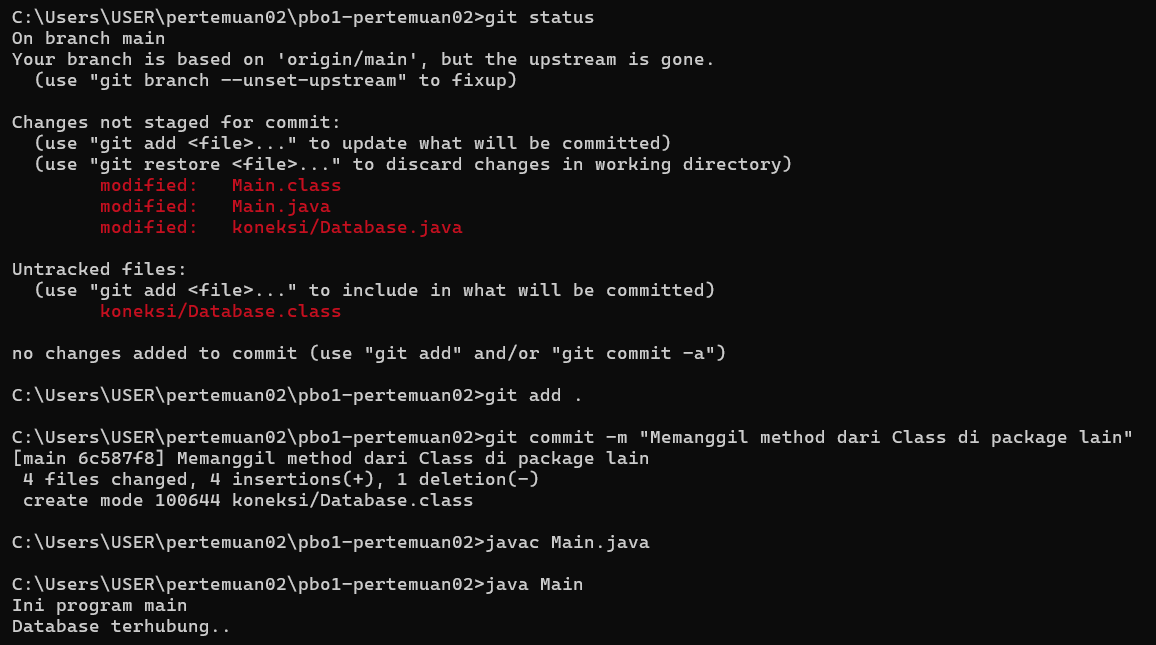 C:\Users\USER\pertemuan02\pbo1-pertemuan02>git status
On branch main
Your branch is based on 'origin/main', but the upstream is gone.
  (use "git branch --unset-upstream" to fixup)

Changes not staged for commit:
  (use "git add <file>..." to update what will be committed)
  (use "git restore <file>..." to discard changes in working directory)
        modified:   Main.class
        modified:   Main.java
        modified:   koneksi/Database.java

Untracked files:
  (use "git add <file>..." to include in what will be committed)
        koneksi/Database.class

no changes added to commit (use "git add" and/or "git commit -a")

C:\Users\USER\pertemuan02\pbo1-pertemuan02>git add .

C:\Users\USER\pertemuan02\pbo1-pertemuan02>git commit -m "Memanggil method dari Class di package lain"
[main 6c587f8] Memanggil method dari Class di package lain
 4 files changed, 4 insertions(+), 1 deletion(-)
 create mode 100644 koneksi/Database.class

C:\Users\USER\pertemuan02\pbo1-pertemuan02>javac Main.java

C:\Users\USER\pertemuan02\pbo1-pertemuan02>java Main
Ini program main
Database terhubung..